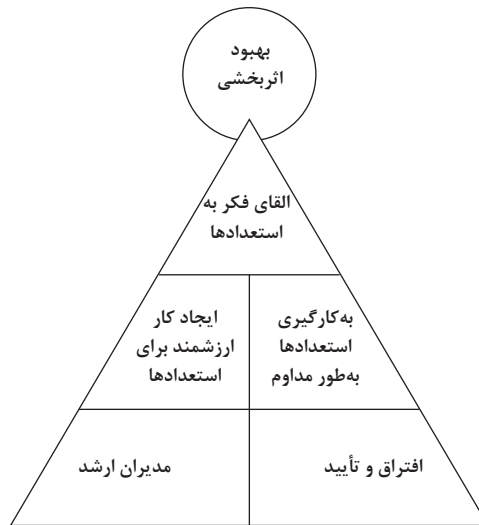 بهبود
اثربخشی
القای فکر به
استعدادها
به‌کارگیری
استعدادها
به‌طور مداوم
ایجاد کار
ارزشمند برای
استعدادها
افتراق و تأیید
مدیران ارشد